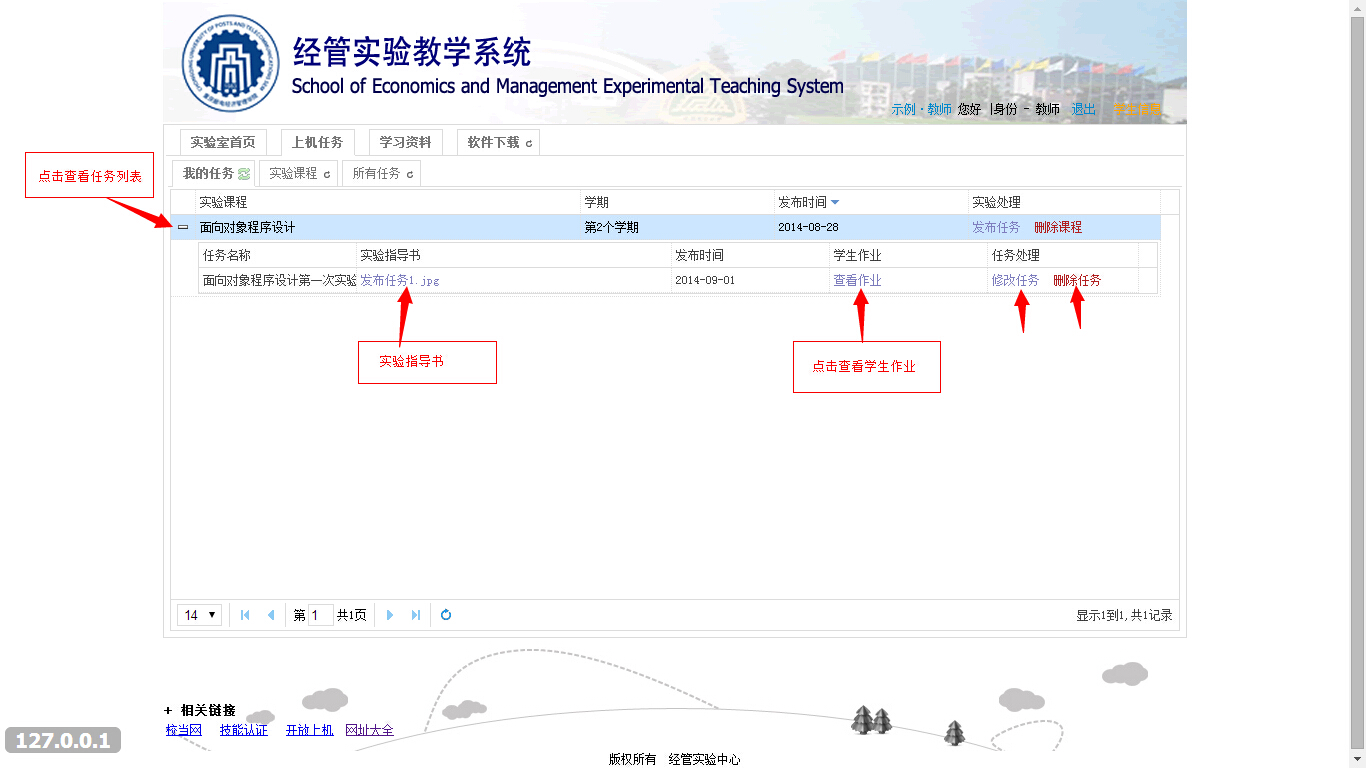 经管实验教学系统
School of Economics and Management Experimental Teaching System
示例·教师 您好 |身份 - 教师 退出
实验室首页 上机任务 学习资料 软件下载
点击查看任务列表
我的任务 实验课程 所有任务
实验课程 学期 发布时间 实验处理
面向对象程序设计 第2个学期 2014-08-28 发布任务 删除课程
任务名称 实验指导书 发布时间 学生作业 任务处理
面向对象程序设计第一次实验 发布任务1.jpg 2014-09-01 查看作业 修改任务 删除任务
实验指导书
点击查看学生作业
14 第 1 共1页 显示1到1,共1记录
+ 相关链接
技能认证 开放上机 网址大全
127.0.0.1
版权所有 经管实验中心